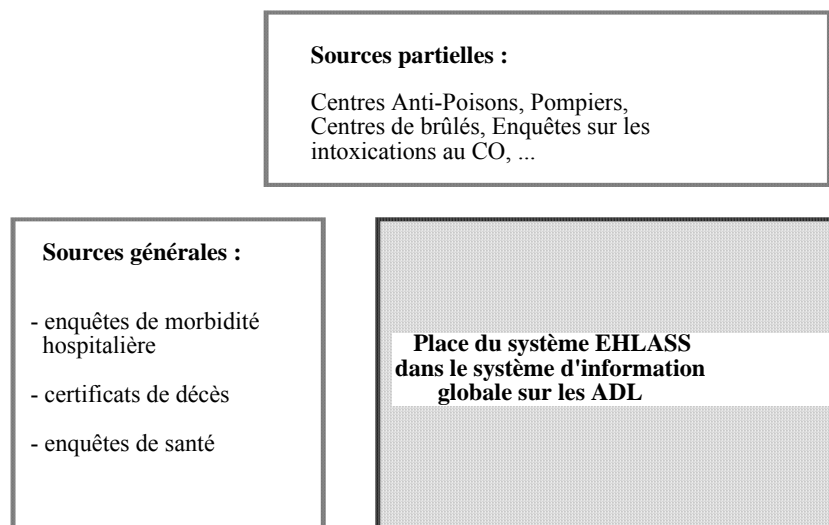 Sources partielles :
Centres Anti-Poisons, Pompiers,
Centres de brûlés, Enquêtes sur les
intoxications au CO, ...
Sources générales :
- enquêtes de morbidité
hospitalière
- certificats de décès
- enquêtes de santé
Place du système EHLASS
dans le système d'information
globale sur les ADL